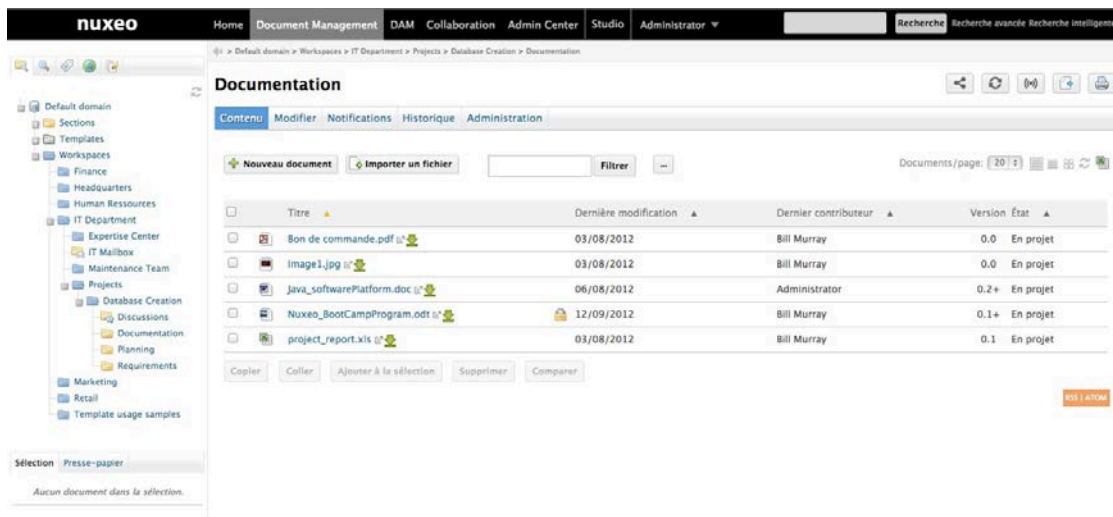 nuxeo
Home Document Management DAM Collaboration Admin Center Studio Administrator
Recherche Recherche avancée Recherche intelligente
> Default domain > Workspaces > IT Department > Projects > Database Creation > Documentation
Documentation
Contenu Modifier Notifications Historique Administration
Nouveau document Importer un fichier Filtrer ... Documents/page: 20
Titre Dernière modification Dernier contributeur Version État
Bon de commande.pdf 03/08/2012 Bill Murray 0.0 En projet
image1.jpg 03/08/2012 Bill Murray 0.0 En projet
Java_softwarePlatform.doc 06/08/2012 Administrator 0.2+ En projet
Nuxeo_BootCampProgram.odt 12/09/2012 Bill Murray 0.1+ En projet
project_report.xls 03/08/2012 Bill Murray 0.1 En projet
Copier Coller Ajouter à la sélection Supprimer Comparer
RSS | ATOM
Default domain
Sections
Templates
Workspaces
Finance
Headquarters
Human Ressources
IT Department
Expertise Center
IT Mailbox
Maintenance Team
Projects
Database Creation
Discussions
Documentation
Planning
Requirements
Marketing
Retail
Template usage samples
Sélection Presse-papier
Aucun document dans la sélection.